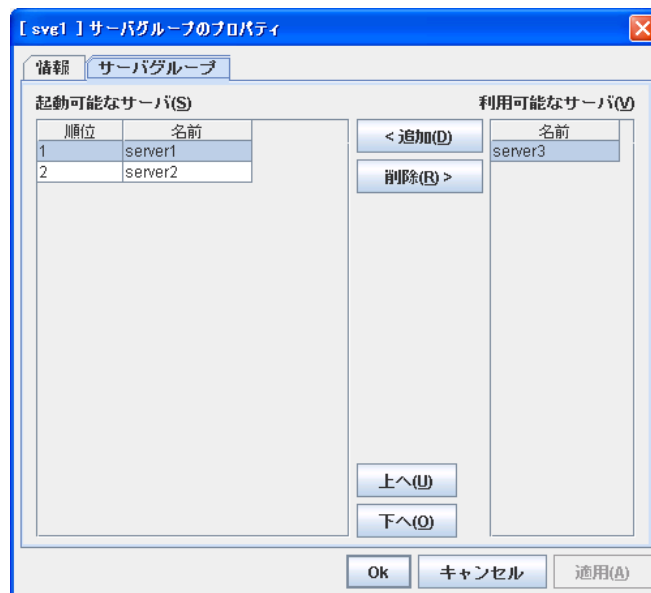 [ svg1 ] サーバグループのプロパティ
情報 サーバグループ
起動可能なサーバ(S) 利用可能なサーバ(V)
順位 名前 < 追加(D) 名前
1 server1 server3
2 server2 削除(R) >
上へ(U)
下へ(O)
Ok キャンセル 適用(A)